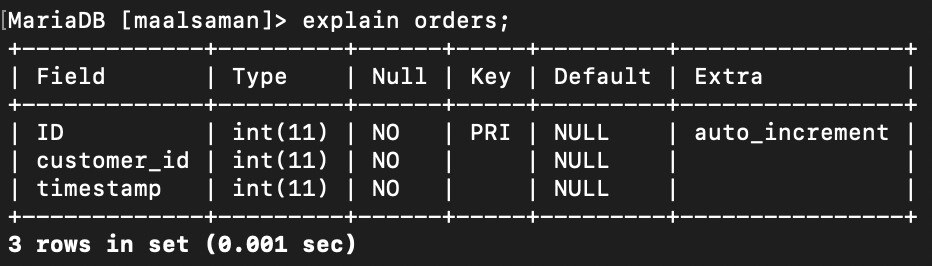 [MariaDB [maalsaman]> explain orders;
+-------------+---------+------+-----+---------+----------------+
| Field       | Type    | Null | Key | Default | Extra          |
+-------------+---------+------+-----+---------+----------------+
| ID          | int(11) | NO   | PRI | NULL    | auto_increment |
| customer_id | int(11) | NO   |     | NULL    |                |
| timestamp   | int(11) | NO   |     | NULL    |                |
+-------------+---------+------+-----+---------+----------------+
3 rows in set (0.001 sec)